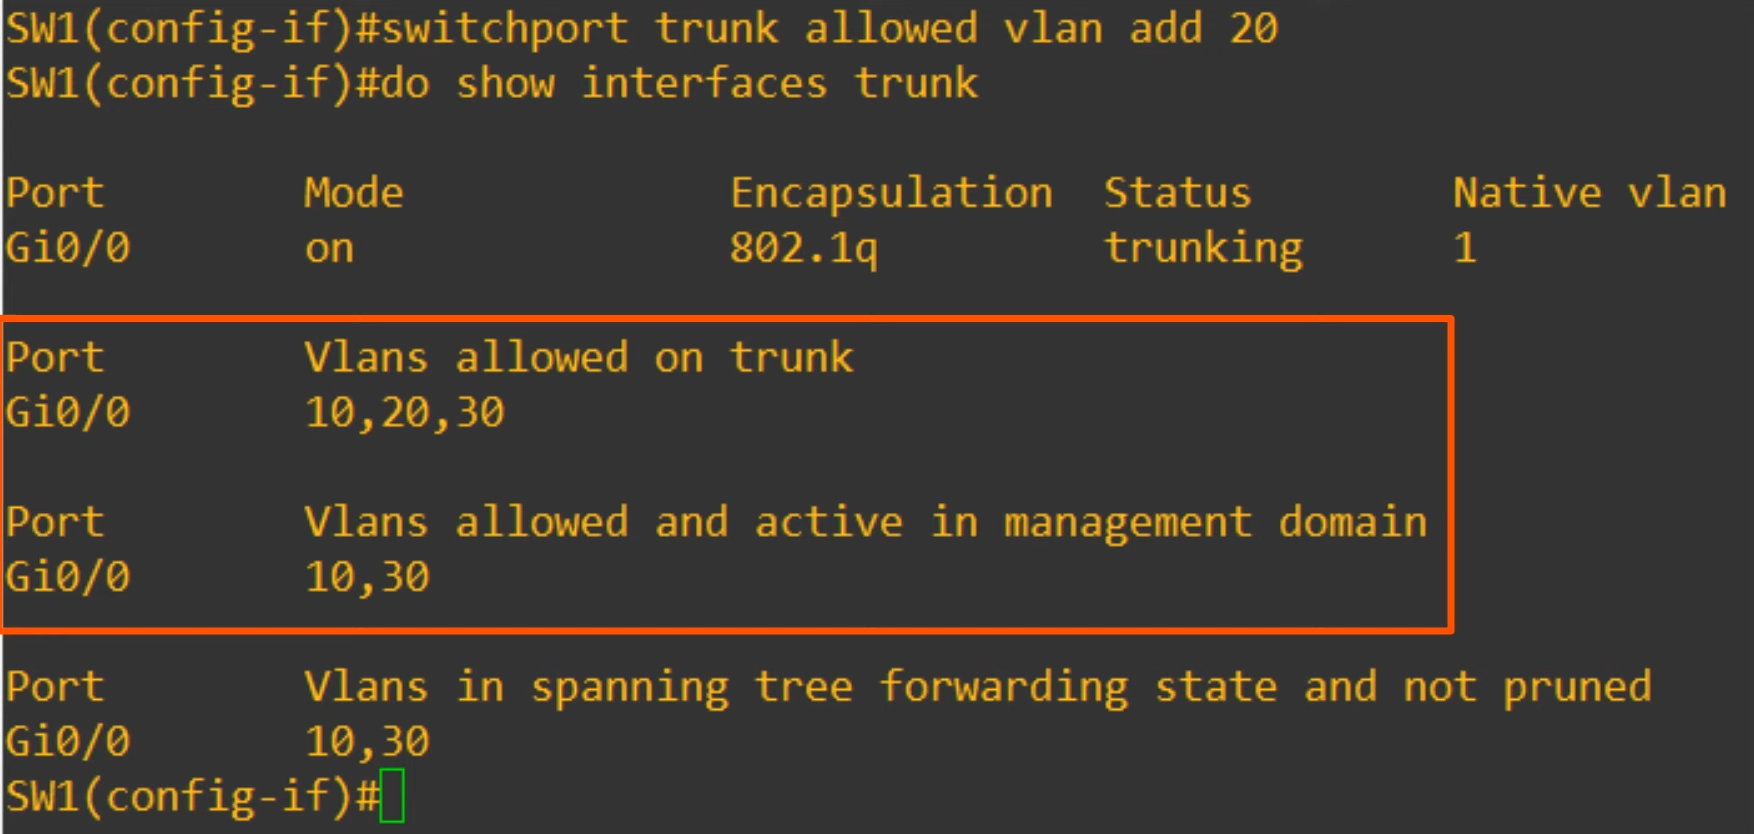 SW1(config-if)#switchport trunk allowed vlan add 20
SW1(config-if)#do show interfaces trunk
Port Mode Encapsulation Status Native vlan
Gi0/0 on 802.1q trunking 1
Port Vlans allowed on trunk
Gi0/0 10,20,30
Port Vlans allowed and active in management domain
Gi0/0 10,30
Port Vlans in spanning tree forwarding state and not pruned
Gi0/0 10,30
SW1(config-if)#